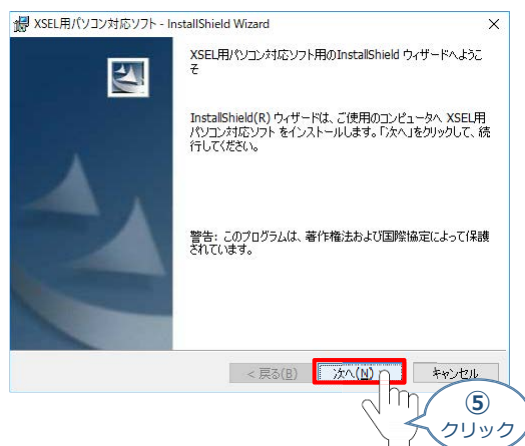 XSEL用パソコン対応ソフト - InstallShield Wizard
XSEL用パソコン対応ソフト用のInstallShield ウィザードへようこ
そ
InstallShield(R) ウィザードは、ご使用のコンピュータへ XSEL用
パソコン対応ソフト をインストールします。「次へ」をクリックして、続
行してください。
警告: このプログラムは、著作権法および国際協定によって保護
されています。
< 戻る(B)
次へ(N)
キャンセル
⑤
クリック